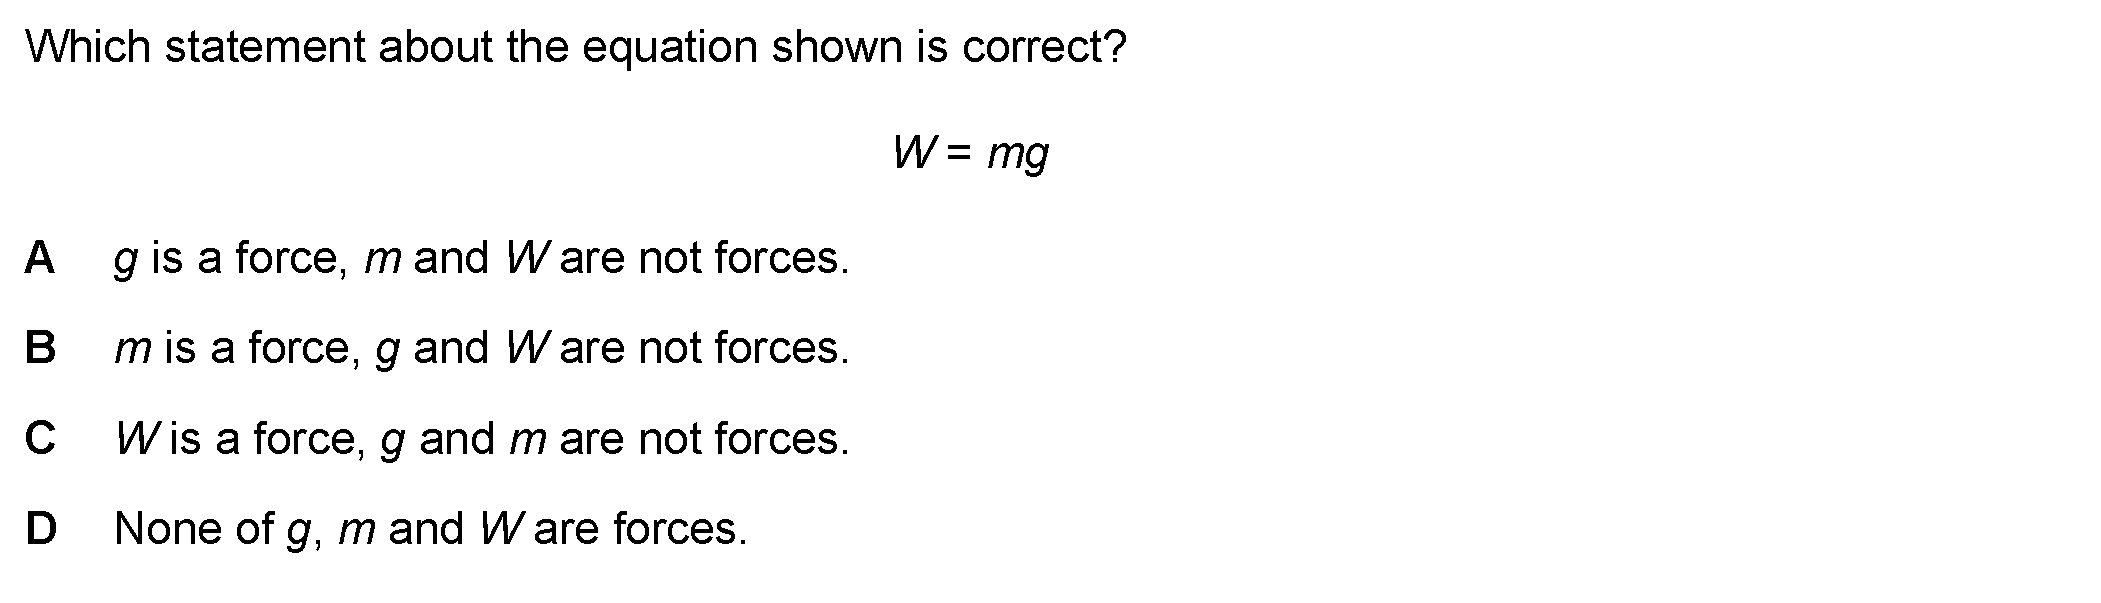 Which statement about the equation shown is correct?
W = mg
A g is a force, m and W are not forces.
B m is a force, g and W are not forces.
C W is a force, g and m are not forces.
D None of g, m and W are forces.